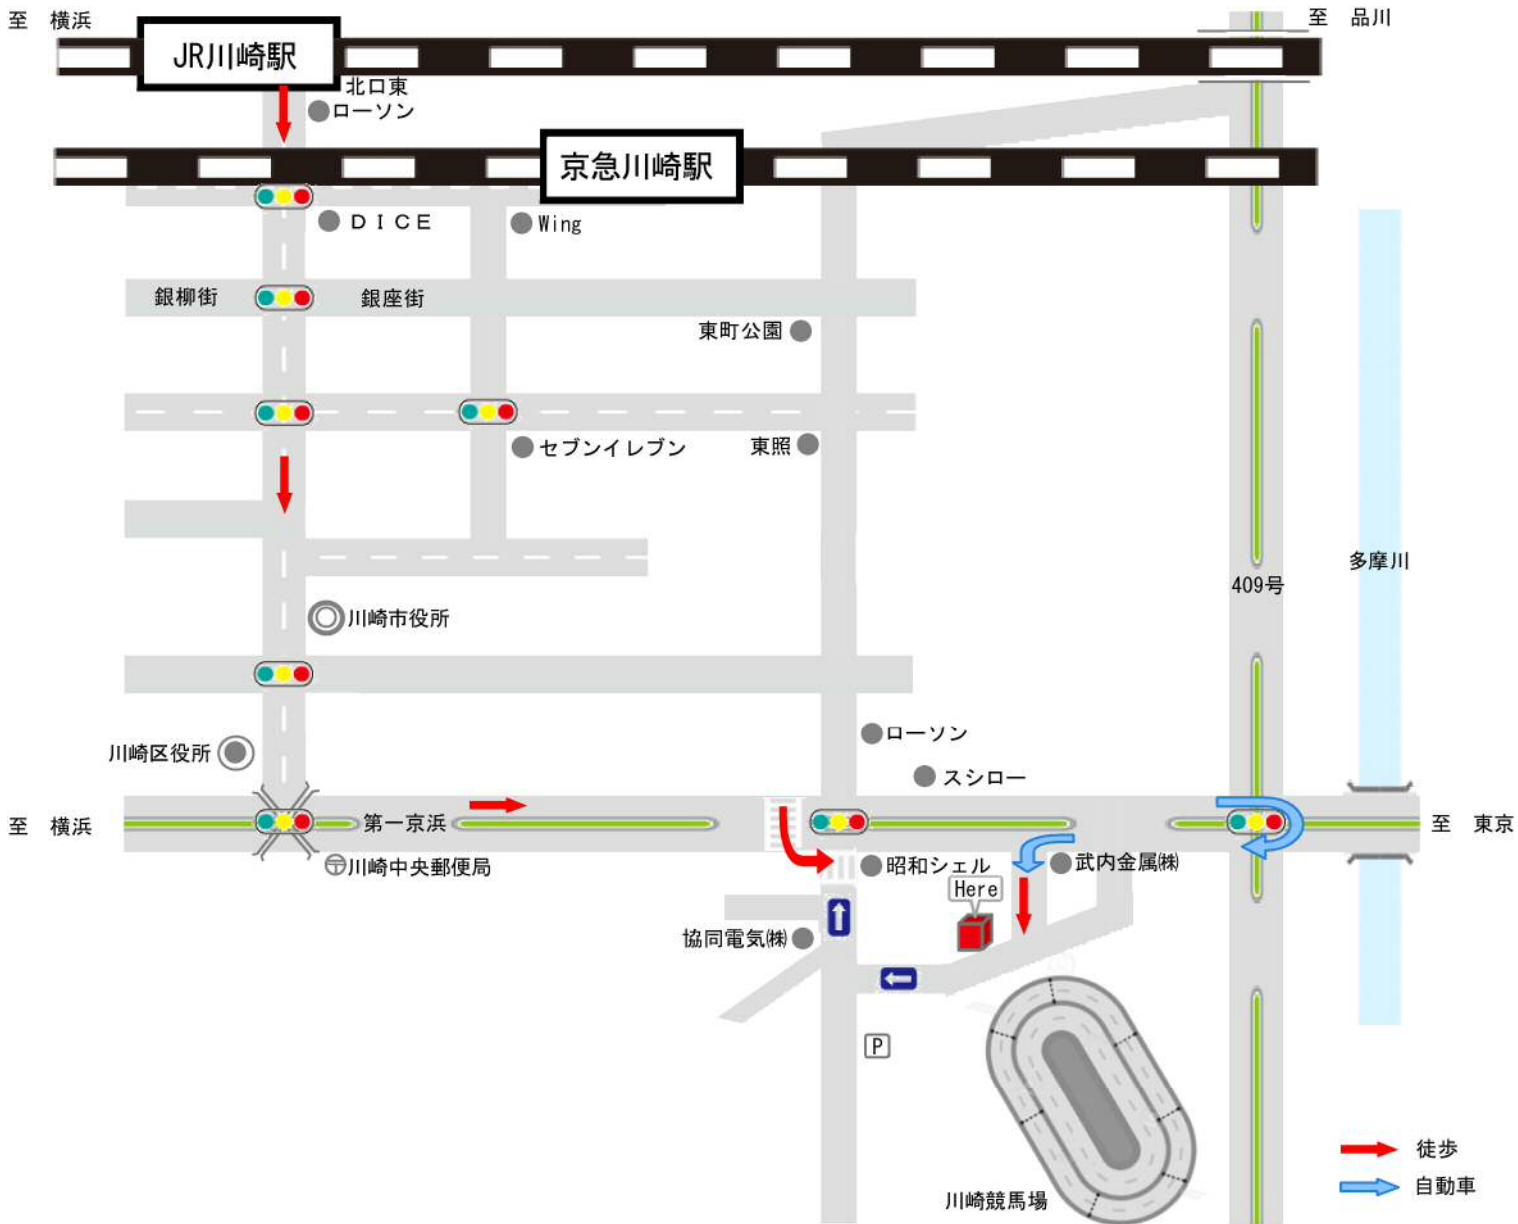 至 横浜
至 品川
JR川崎駅
北口東
ローソン
京急川崎駅
ＤＩＣＥ
Wing
銀柳街
銀座街
東町公園
セブンイレブン
東照
多摩川
409号
川崎市役所
ローソン
川崎区役所
スシロー
至 横浜
第一京浜
至 東京
川崎中央郵便局
昭和シェル
武内金属㈱
Here
協同電気㈱
P
徒歩
自動車
川崎競馬場